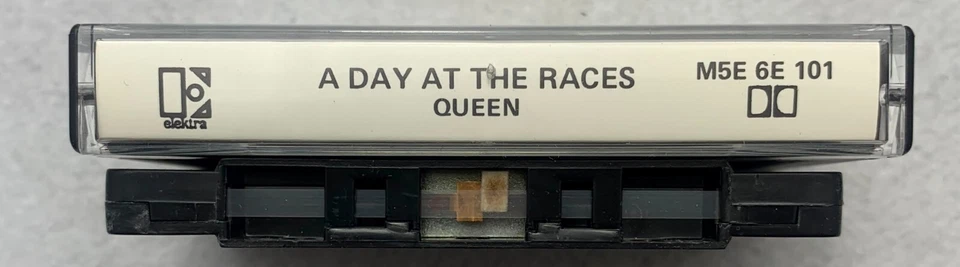 elektra
A DAY AT THE RACES
QUEEN
M5E 6E 101